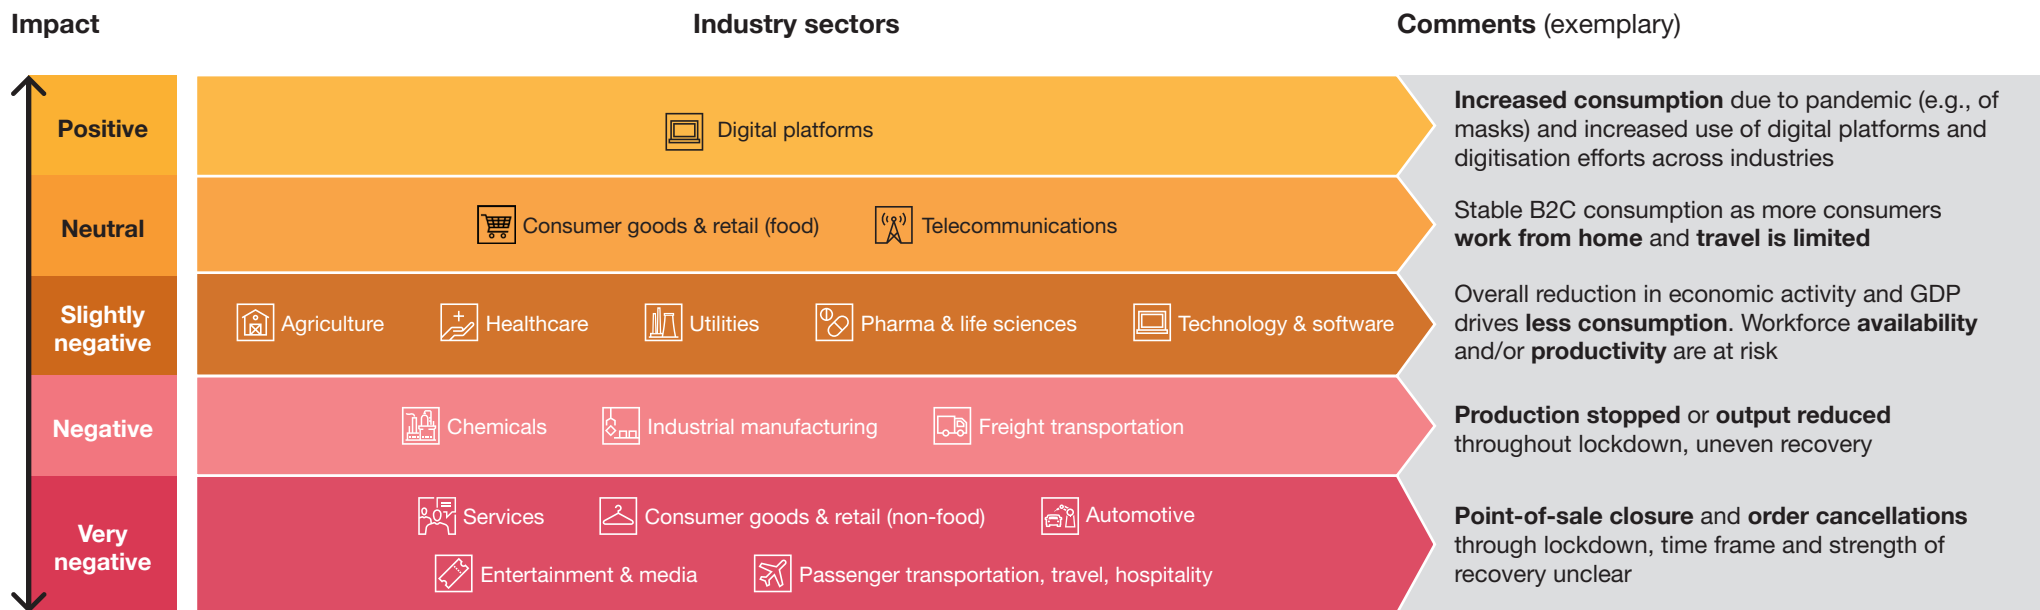 Impact
Industry sectors
Comments (exemplary)
Positive
Digital platforms
Increased consumption due to pandemic (e.g., of
masks) and increased use of digital platforms and
digitisation efforts across industries
Neutral
Consumer goods & retail (food)
Telecommunications
Stable B2C consumption as more consumers
work from home and travel is limited
Slightly
negative
Agriculture
Healthcare
Utilities
Pharma & life sciences
Technology & software
Overall reduction in economic activity and GDP
drives less consumption. Workforce availability
and/or productivity are at risk
Negative
Chemicals
Industrial manufacturing
Freight transportation
Production stopped or output reduced
throughout lockdown, uneven recovery
Very
negative
Services
Consumer goods & retail (non-food)
Automotive
Entertainment & media
Passenger transportation, travel, hospitality
Point-of-sale closure and order cancellations
through lockdown, time frame and strength of
recovery unclear